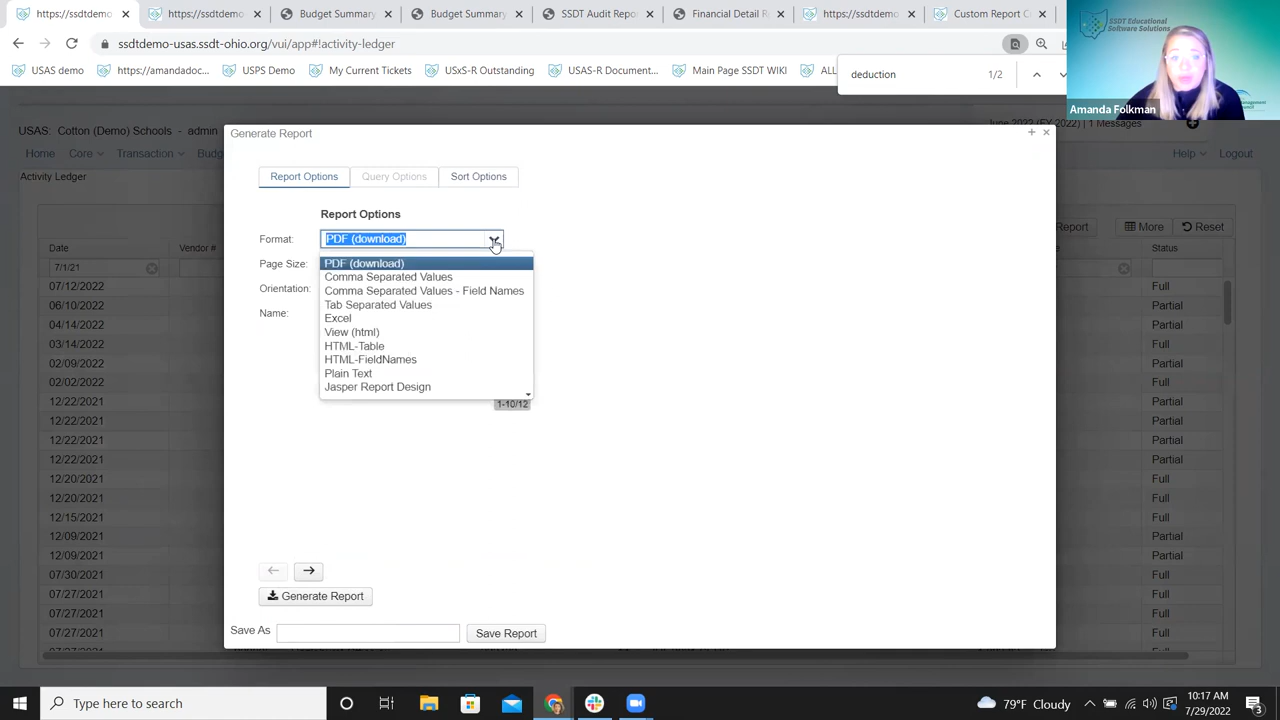 https://ssdtdemo
https://ssdtdemo
Budget Summary
Budget Summary
SSDT Audit Repo
Financial Detail R
https://ssdtdemo
Custom Report C
ssdtdemo-usas.ssdt-ohio.org/vui/app#!activity-ledger
USAS demo
https://amandadoc...
USPS Demo
My Current Tickets
USxS-R Outstanding
USAS-R Document...
Main Page SSDT WIKI
ALL
deduction
1/2
SSDT Educational
Software Solutions
Amanda Folkman
USAS: Cotton (Demo) Schools - admin
June 2022 (FY 2022) | 1 Messages
Home
Core
Transaction
Budg
Help
Logout
Activity Ledger
Generate Report
Report Options
Query Options
Sort Options
Report Options
Format:
PDF (download)
Page Size:
Orientation:
Name:
PDF (download)
Comma Separated Values
Comma Separated Values - Field Names
Tab Separated Values
Excel
View (html)
HTML-Table
HTML-FieldNames
Plain Text
Jasper Report Design
1-10/12
Generate Report
Save As
Save Report
Report
More
Reset
Date
Vendor #
Status
7/1/21
07/12/2022
Full
06/10/2022
Partial
04/14/2022
Partial
03/14/2022
Full
02/09/2022
Partial
02/02/2022
Full
12/22/2021
Partial
12/22/2021
Partial
12/22/2021
Partial
12/22/2021
Partial
12/20/2021
Full
12/20/2021
Full
12/15/2021
Full
12/09/2021
Partial
12/09/2021
Partial
07/30/2021
Full
07/27/2021
Full
07/27/2021
Full
07/27/2021
Full
Type here to search
79°F Cloudy
10:17 AM
7/29/2022
3